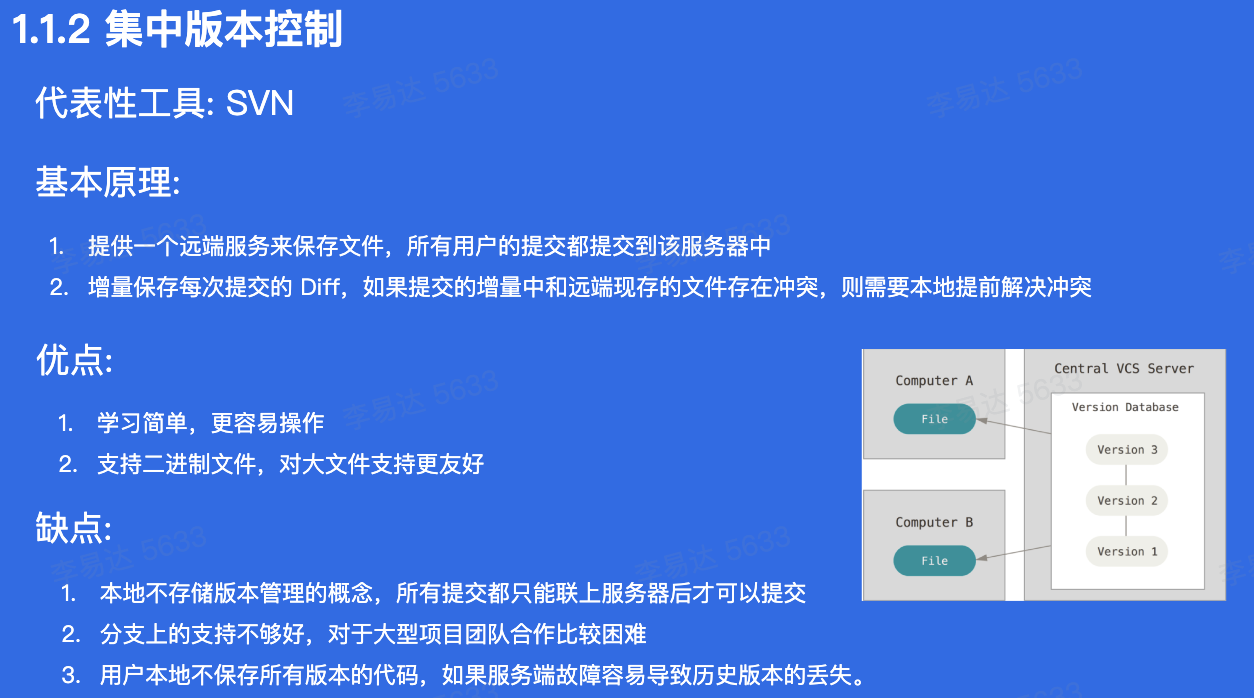 1.1.2 集中版本控制
代表性工具: SVN
基本原理:
1. 提供一个远端服务来保存文件，所有用户的提交都提交到该服务器中
2. 增量保存每次提交的 Diff，如果提交的增量中和远端现存的文件存在冲突，则需要本地提前解决冲突
优点:
1. 学习简单，更容易操作
2. 支持二进制文件，对大文件支持更友好
缺点:
1. 本地不存储版本管理的概念，所有提交都只能联上服务器后才可以提交
2. 分支上的支持不够好，对于大型项目团队合作比较困难
3. 用户本地不保存所有版本的代码，如果服务端故障容易导致历史版本的丢失。
Computer A
File
Computer B
File
Central VCS Server
Version Database
Version 3
Version 2
Version 1
李易达 5633
李易达 5633
李易达 5633
李易达 5633
李易达 5633